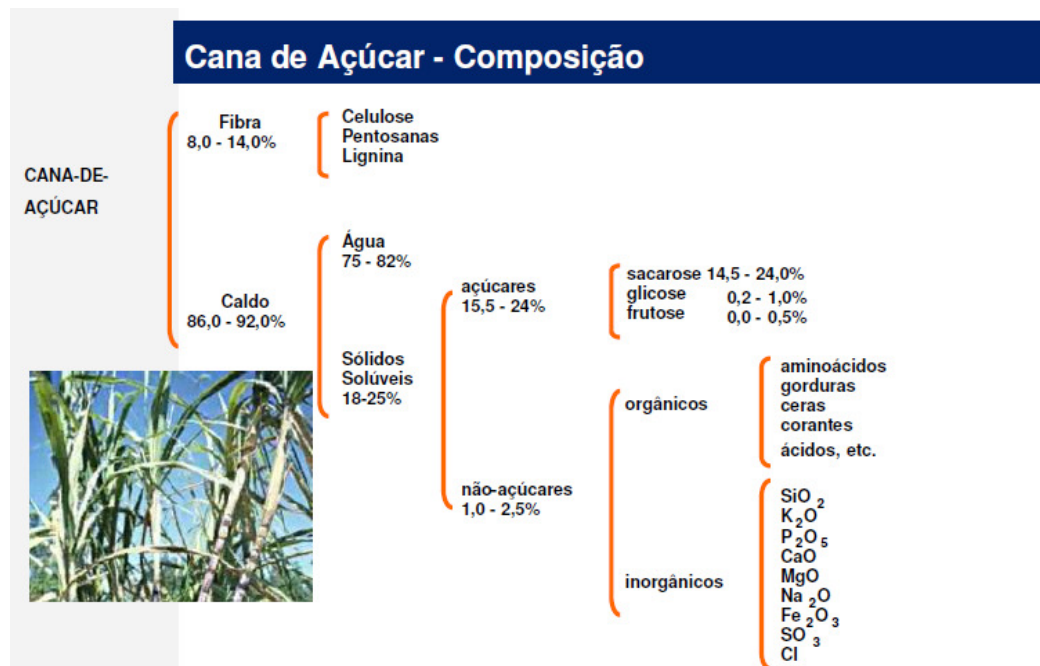 Cana de Açúcar - Composição
CANA-DE-
AÇÚCAR
Fibra
8,0 - 14,0%
Celulose
Pentosanas
Lignina
Caldo
86,0 - 92,0%
Água
75 - 82%
Sólidos
Solúveis
18-25%
açúcares
15,5 - 24%
sacarose 14,5 - 24,0%
glicose 0,2 - 1,0%
frutose 0,0 - 0,5%
não-açúcares
1,0 - 2,5%
orgânicos
aminoácidos
gorduras
ceras
corantes
ácidos, etc.
inorgânicos
SiO2
K2O
P2O5
CaO
MgO
Na2O
Fe2O3
SO3
Cl